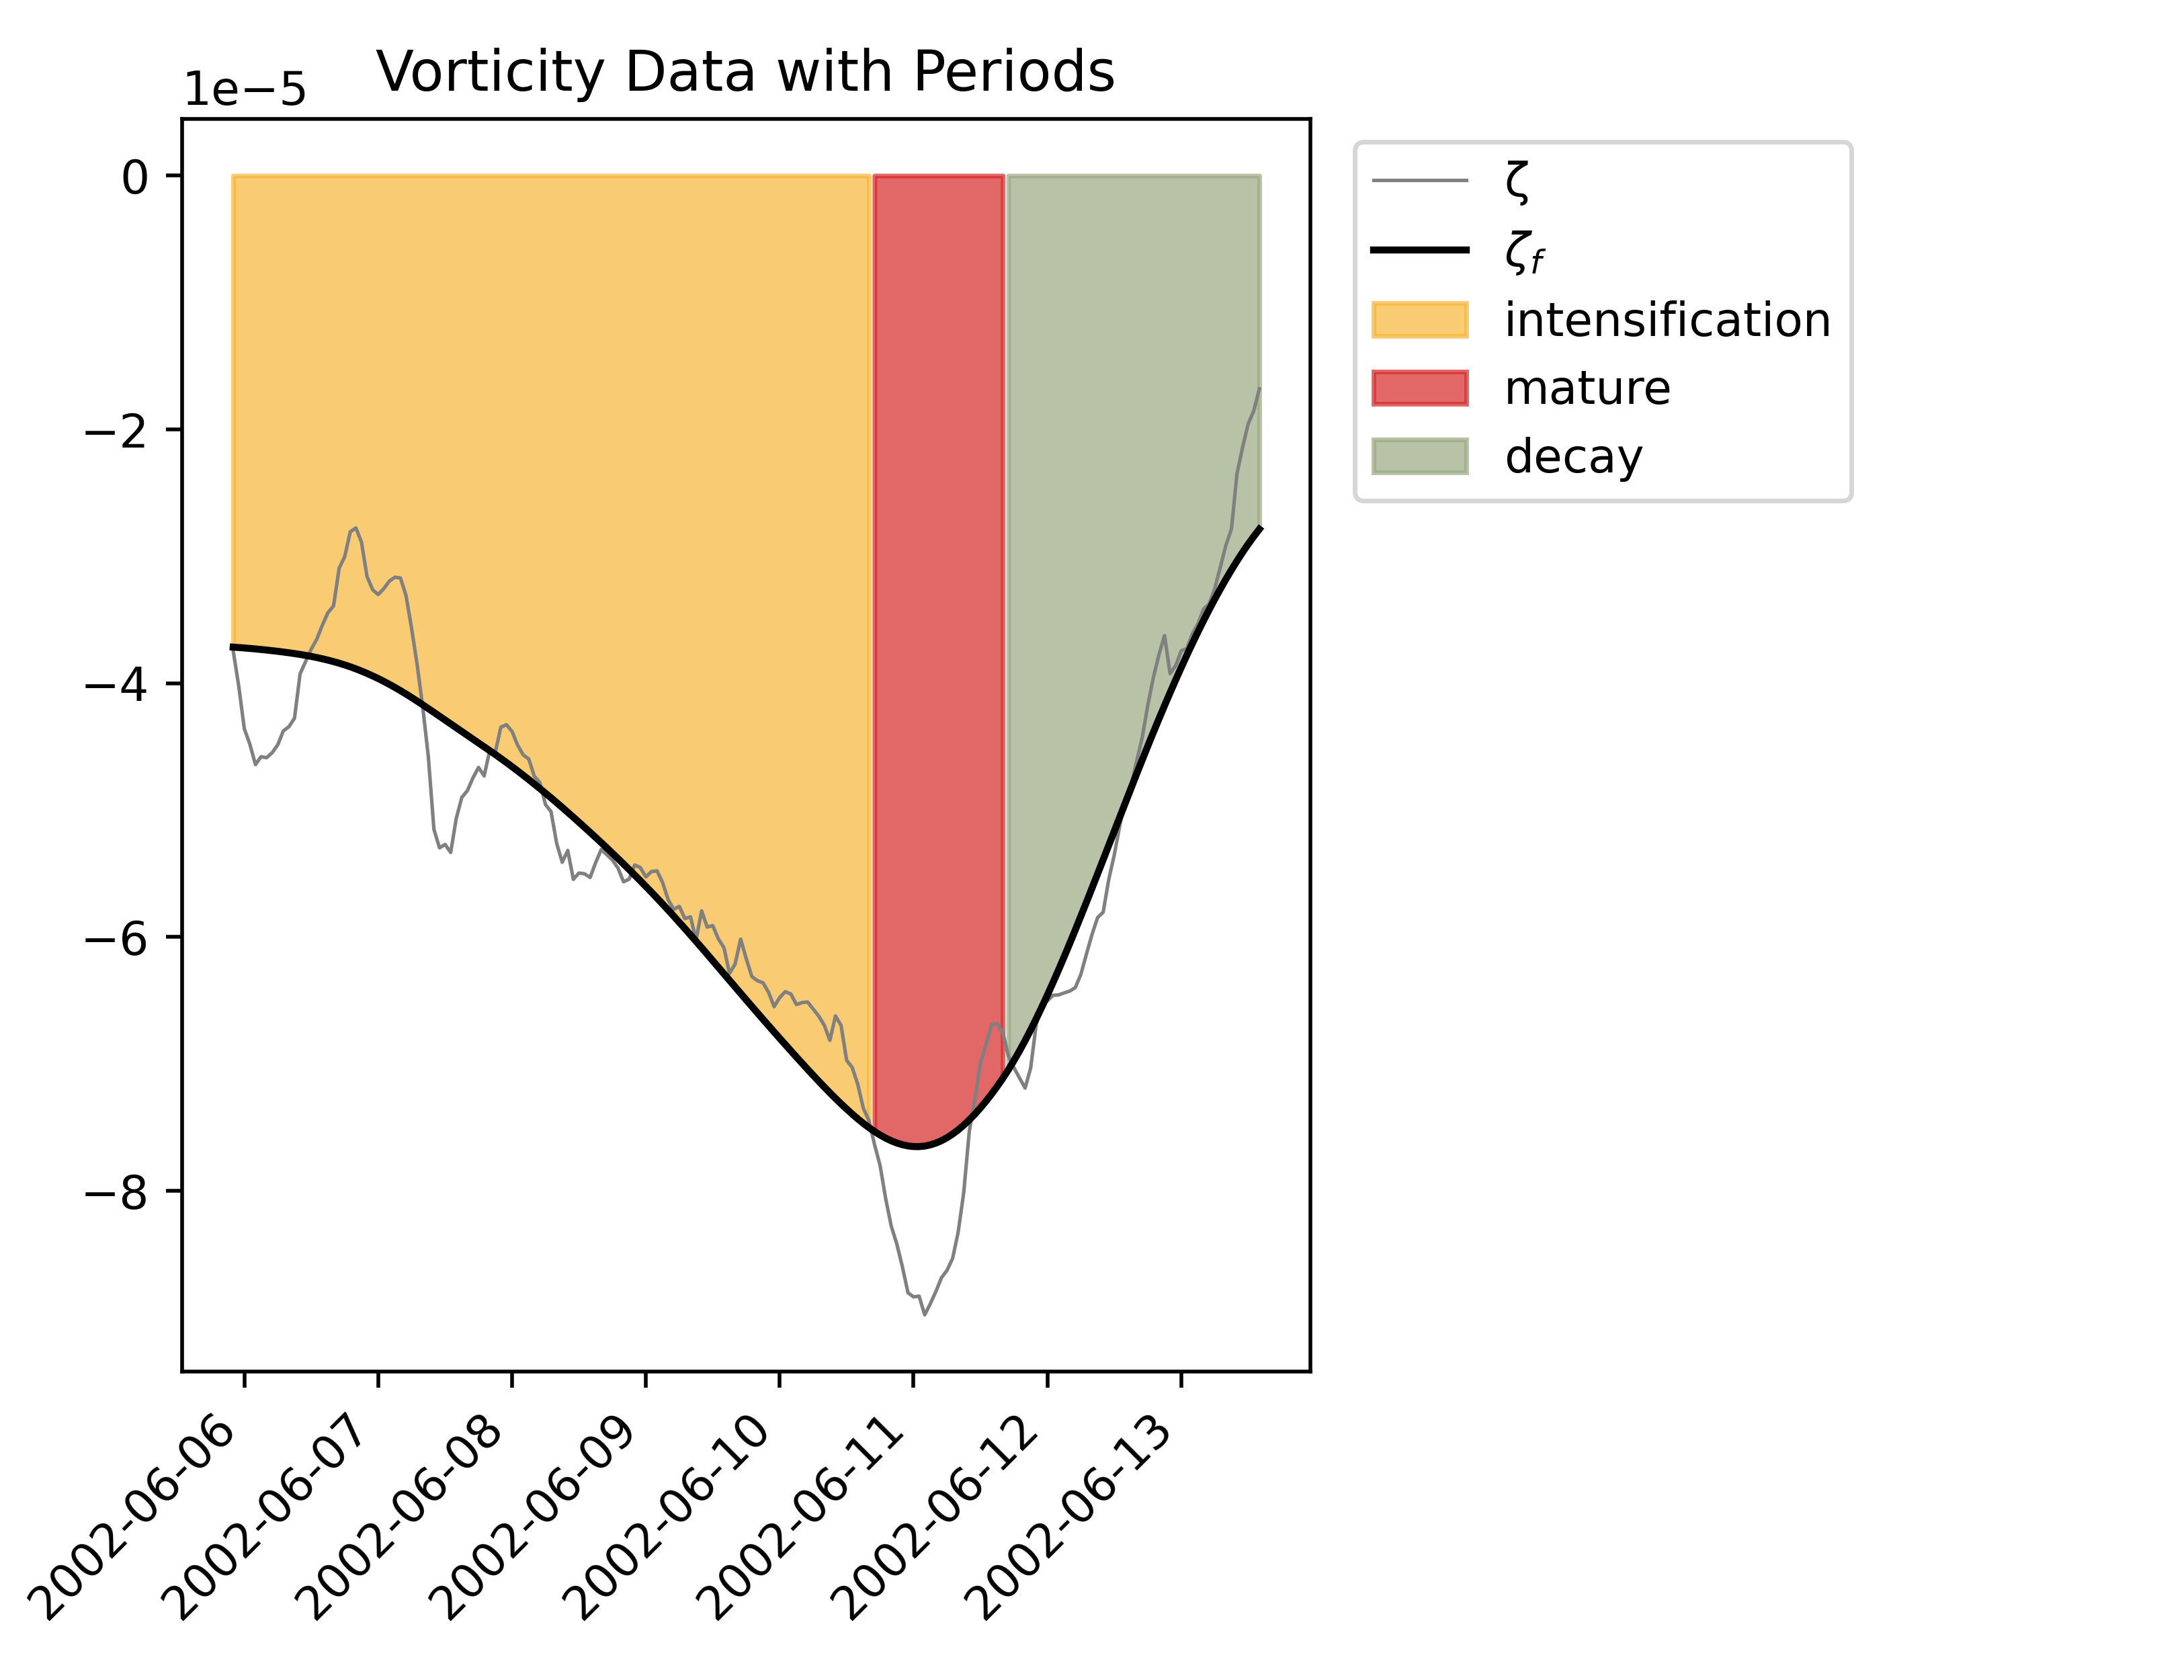 Vorticity Data with Periods
1e−5
0
−2
−4
−6
−8
2002-06-06
2002-06-07
2002-06-08
2002-06-09
2002-06-10
2002-06-11
2002-06-12
2002-06-13
ζ
ζf
intensification
mature
decay